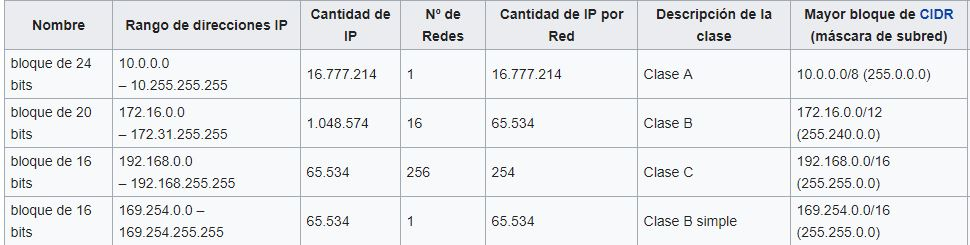 Nombre
Rango de direcciones IP
Cantidad de
IP
Nº de
Redes
Cantidad de IP por
Red
Descripción de la
clase
Mayor bloque de CIDR
(máscara de subred)
bloque de 24
bits
10.0.0.0
– 10.255.255.255
16.777.214
1
16.777.214
Clase A
10.0.0.0/8 (255.0.0.0)
bloque de 20
bits
172.16.0.0
– 172.31.255.255
1.048.574
16
65.534
Clase B
172.16.0.0/12
(255.240.0.0)
bloque de 16
bits
192.168.0.0
– 192.168.255.255
65.534
256
254
Clase C
192.168.0.0/16
(255.255.0.0)
bloque de 16
bits
169.254.0.0 –
169.254.255.255
65.534
1
65.534
Clase B simple
169.254.0.0/16
(255.255.0.0)